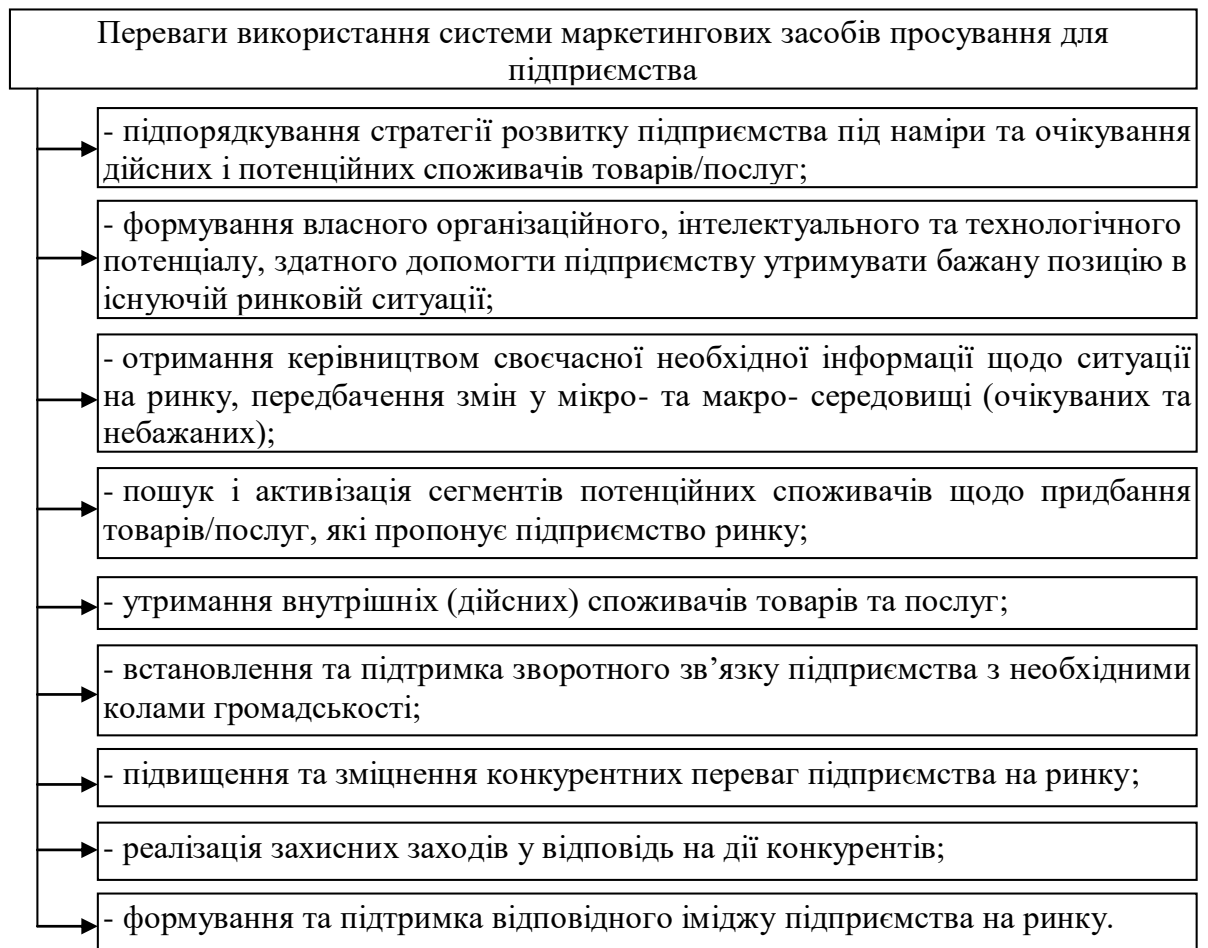 Переваги використання системи маркетингових засобів просування для
підприємства
- підпорядкування стратегії розвитку підприємства під наміри та очікування
дійсних і потенційних споживачів товарів/послуг;
- формування власного організаційного, інтелектуального та технологічного
потенціалу, здатного допомогти підприємству утримувати бажану позицію в
існуючій ринковій ситуації;
- отримання керівництвом своєчасної необхідної інформації щодо ситуації
на ринку, передбачення змін у мікро- та макро- середовищі (очікуваних та
небажаних);
- пошук і активізація сегментів потенційних споживачів щодо придбання
товарів/послуг, які пропонує підприємство ринку;
- утримання внутрішніх (дійсних) споживачів товарів та послуг;
- встановлення та підтримка зворотного зв’язку підприємства з необхідними
колами громадськості;
- підвищення та зміцнення конкурентних переваг підприємства на ринку;
- реалізація захисних заходів у відповідь на дії конкурентів;
- формування та підтримка відповідного іміджу підприємства на ринку.